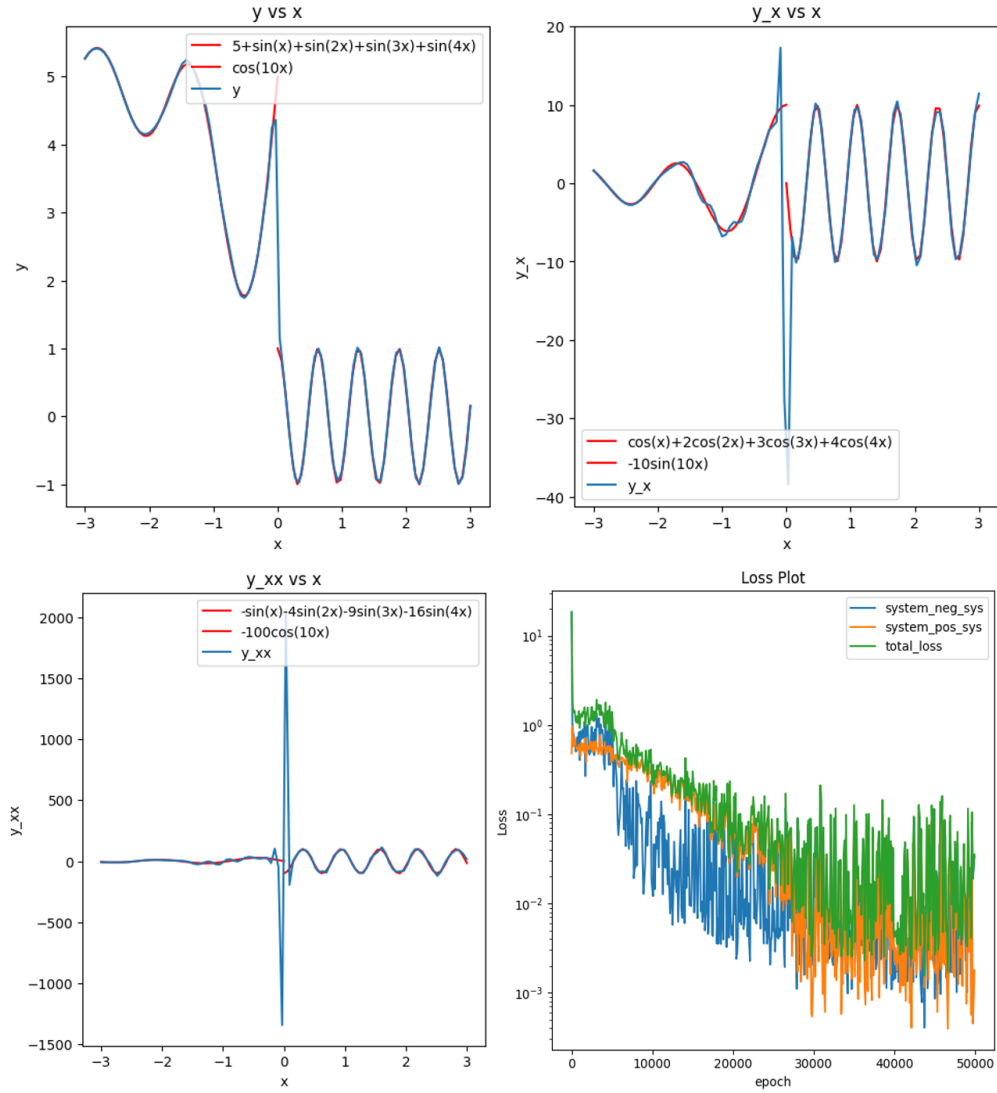 y vs x
5+sin(x)+sin(2x)+sin(3x)+sin(4x)
cos(10x)
y
5
4
3
2
1
0
−1
y
−3
−2
−1
0
1
2
3
x
y_x vs x
20
10
0
−10
−20
−30
−40
y_x
cos(x)+2cos(2x)+3cos(3x)+4cos(4x)
-10sin(10x)
y_x
−3
−2
−1
0
1
2
3
x
y_xx vs x
-sin(x)-4sin(2x)-9sin(3x)-16sin(4x)
-100cos(10x)
y_xx
2000
1500
1000
500
0
−500
−1000
−1500
y_xx
−3
−2
−1
0
1
2
3
x
Loss Plot
system_neg_sys
system_pos_sys
total_loss
10¹
10⁰
10⁻¹
10⁻²
10⁻³
Loss
0
10000
20000
30000
40000
50000
epoch